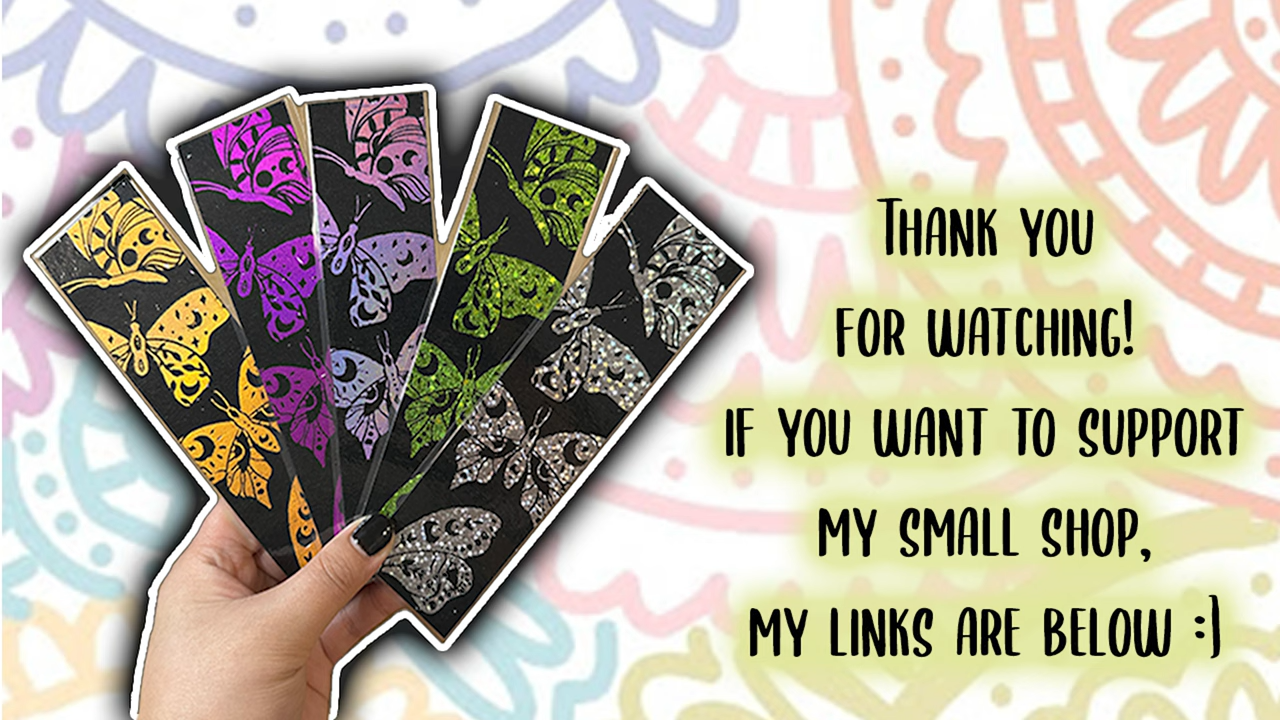 Thank you
for watching!
if you want to support
my small shop,
my links are below :)